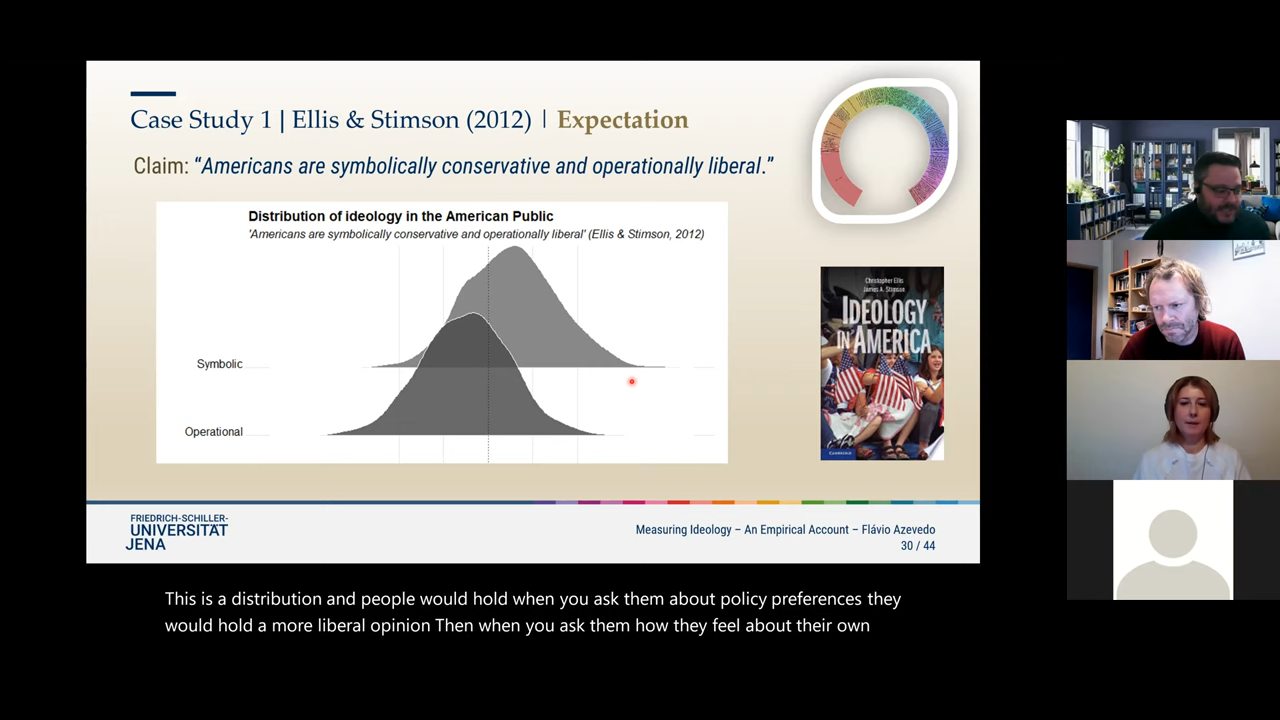 Case Study 1 | Ellis & Stimson (2012) | Expectation
Claim: “Americans are symbolically conservative and operationally liberal.”
Distribution of ideology in the American Public
'Americans are symbolically conservative and operationally liberal' (Ellis & Stimson, 2012)
Symbolic
Operational
Christopher Ellis
James A. Stimson
IDEOLOGY
IN AMERICA
CAMBRIDGE
FRIEDRICH-SCHILLER-
UNIVERSITÄT
JENA
Measuring Ideology – An Empirical Account – Flávio Azevedo
30 / 44
This is a distribution and people would hold when you ask them about policy preferences they
would hold a more liberal opinion Then when you ask them how they feel about their own